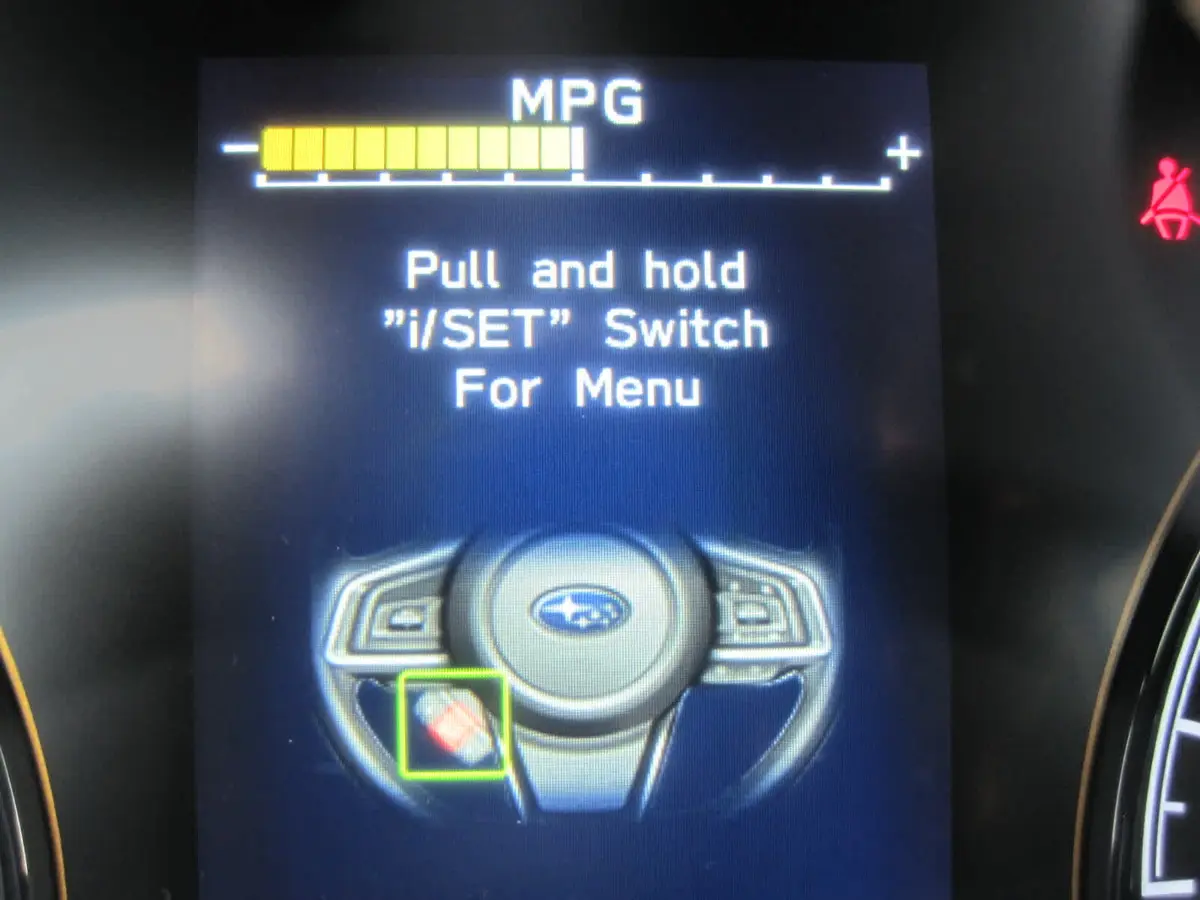 MPG
- +
Pull and hold
”i/SET” Switch
For Menu
E